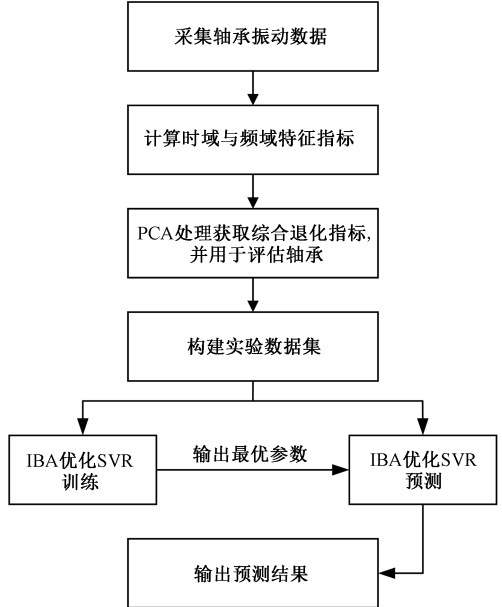 采集轴承振动数据
计算时域与频域特征指标
PCA处理获取综合退化指标,
并用于评估轴承
构建实验数据集
IBA优化SVR
训练
输出最优参数
IBA优化SVR
预测
输出预测结果